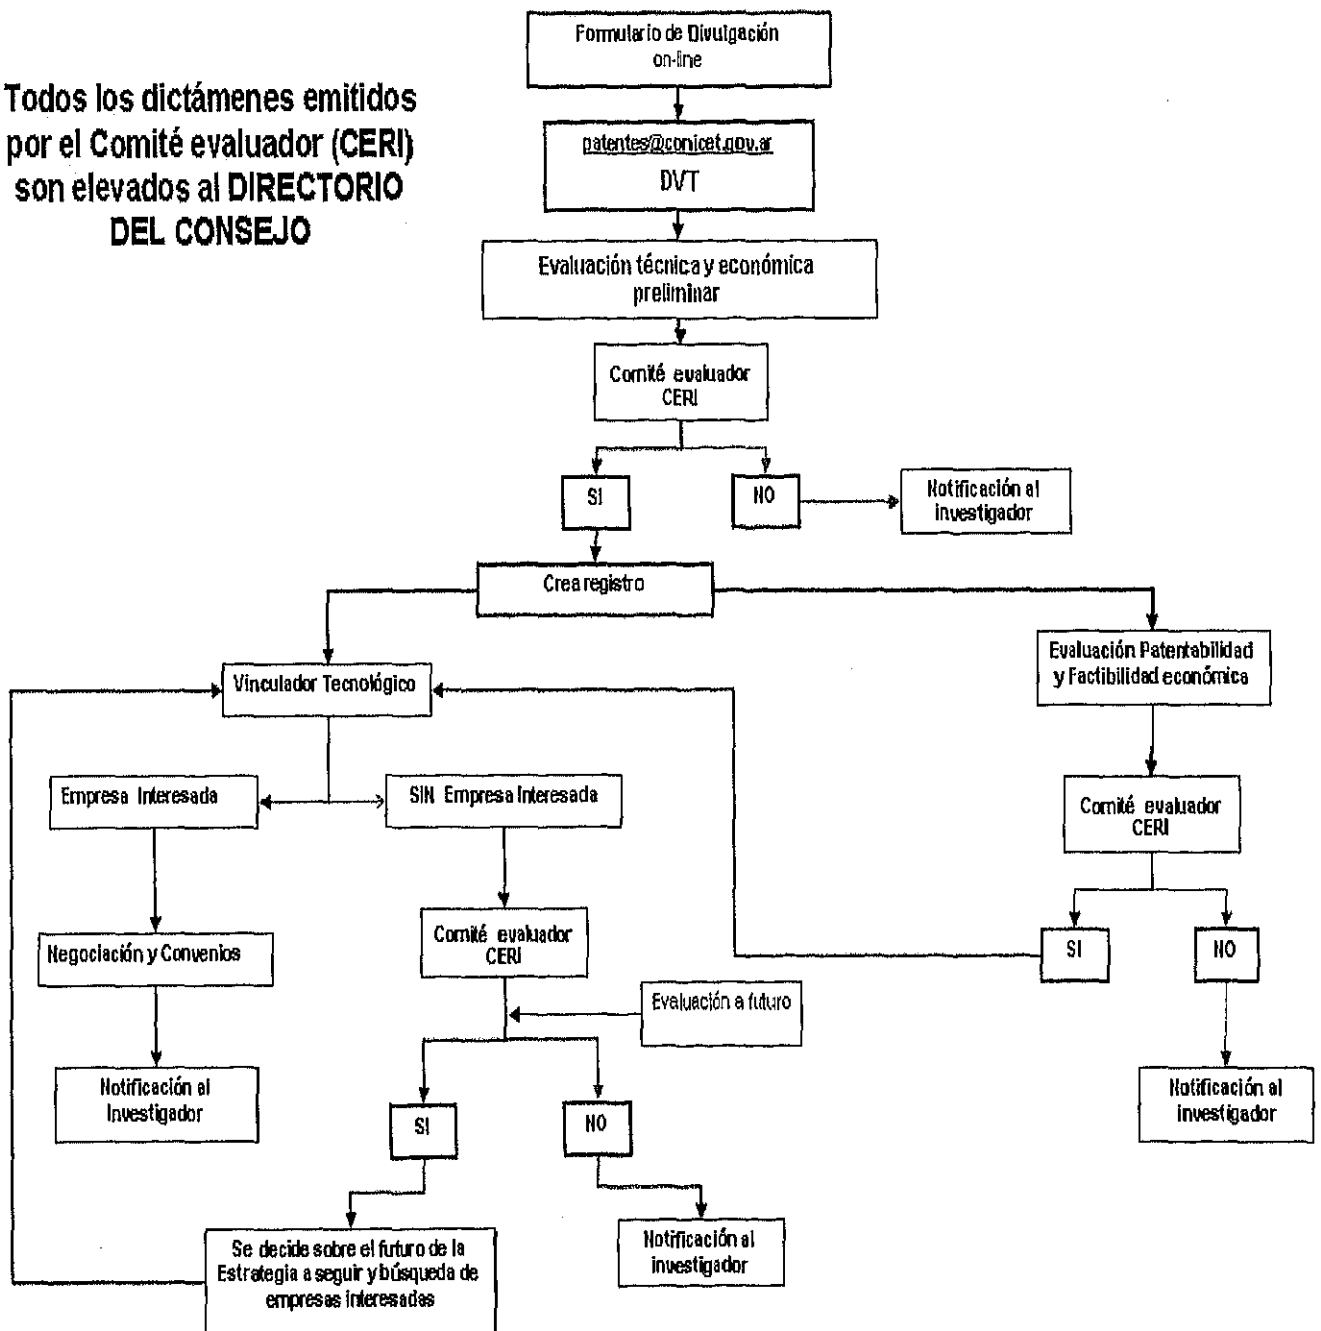 Formulario de Divulgación
on-line
Todos los dictámenes emitidos
por el Comité evaluador (CERI)
son elevados al DIRECTORIO
DEL CONSEJO
patentes@conicet.gov.ar
DVT
Evaluación técnica y económica
preliminar
Comité evaluador
CERI
SI
NO
Notificación al
investigador
Crea registro
Vinculador Tecnológico
Evaluación Patentabilidad
y Factibilidad económica
Empresa Interesada
SIN Empresa Interesada
Comité evaluador
CERI
Negociación y Convenios
Comité evaluador
CERI
SI
NO
Evaluación a futuro
Notificación al
Investigador
SI
NO
Notificación al
investigador
Se decide sobre el futuro de la
Estrategia a seguir y búsqueda de
empresas interesadas
Notificación al
investigador